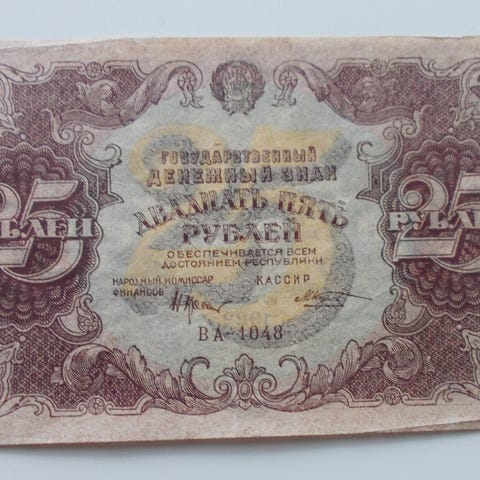 ГОСУДАРСТВЕННЫЙ
ДЕНЕЖНЫЙ ЗНАК
ДВАДЦАТЬ ПЯТЬ
РУБЛЕЙ
25 РУБЛЕЙ
25 РУБЛЕЙ
ОБЕСПЕЧИВАЕТСЯ ВСЕМ
ДОСТОЯНИЕМ РЕСПУБЛИКИ
НАРОДНЫЙ КОМИССАР
ФИНАНСОВ
КАССИР
ВА-1048